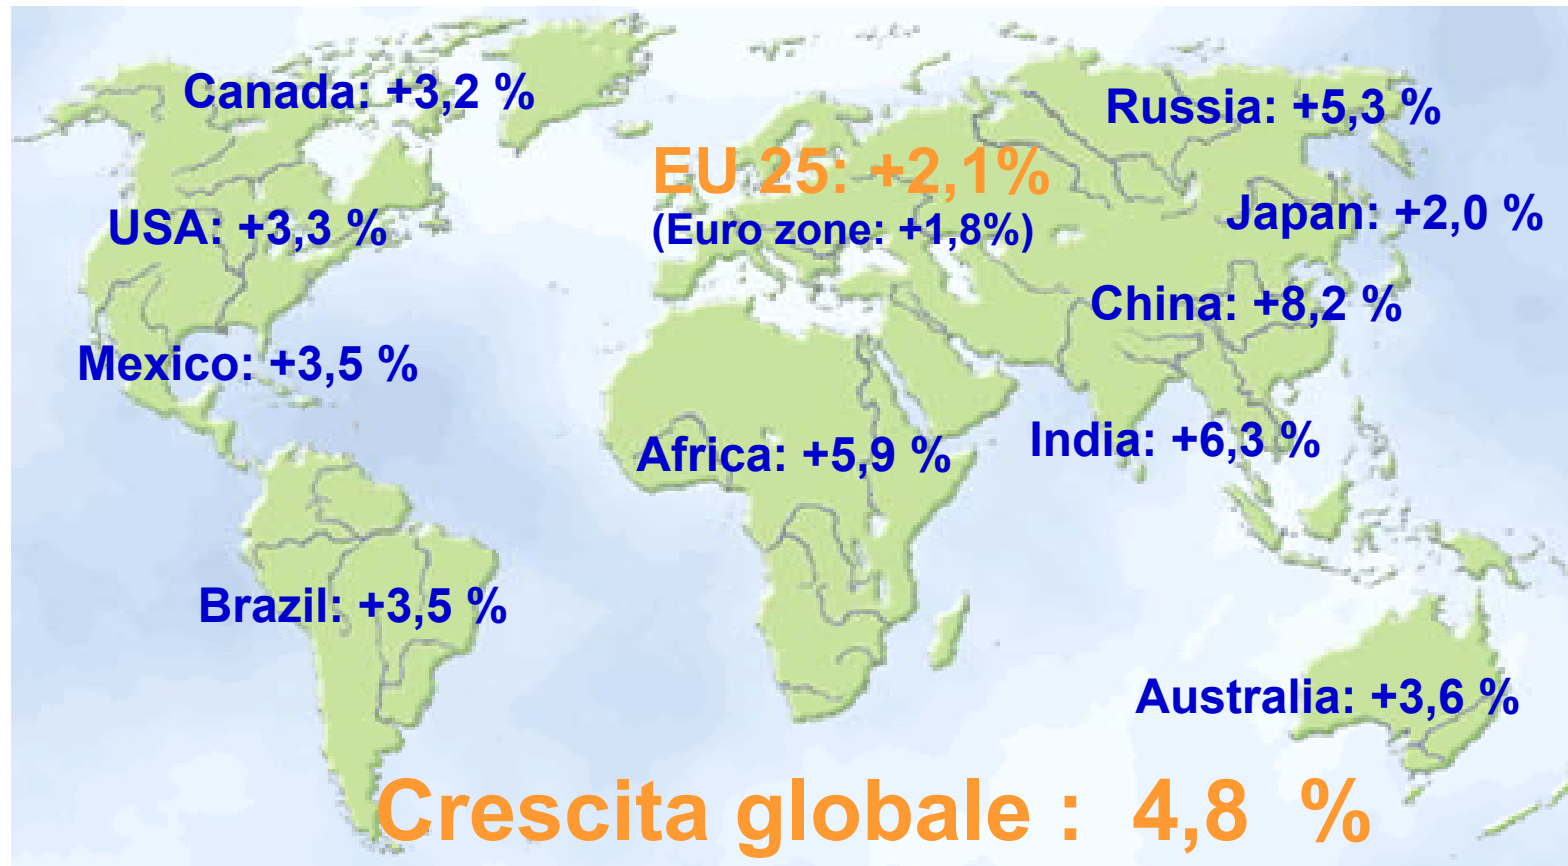 Canada: +3,2 %
Russia: +5,3 %
EU 25: +2,1%
(Euro zone: +1,8%)
USA: +3,3 %
Japan: +2,0 %
China: +8,2 %
Mexico: +3,5 %
Africa: +5,9 %
India: +6,3 %
Brazil: +3,5 %
Australia: +3,6 %
Crescita globale : 4,8 %